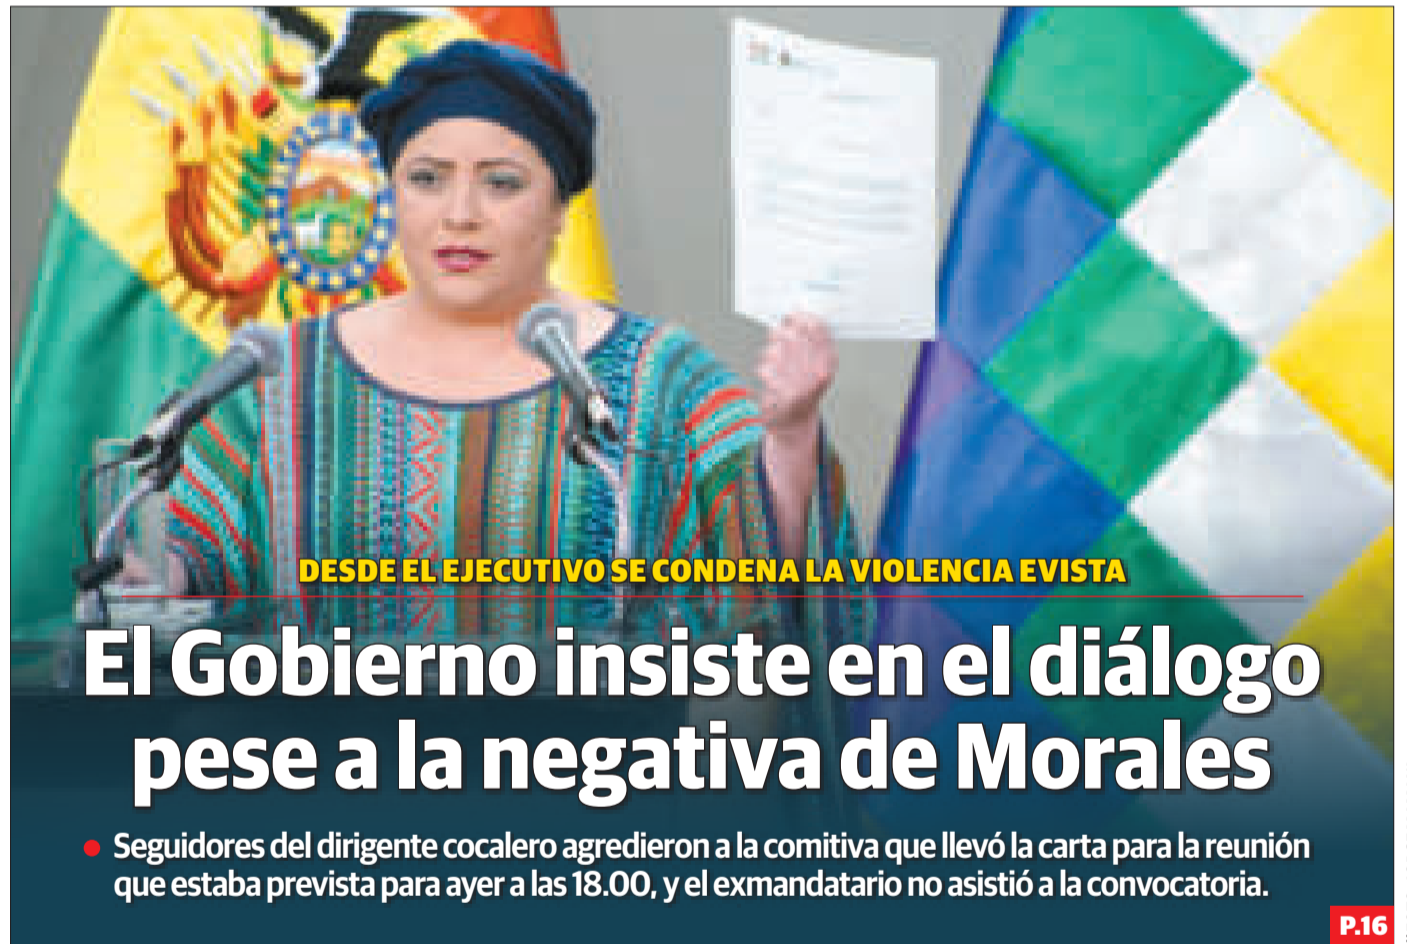 DESDE EL EJECUTIVO SE CONDENA LA VIOLENCIA EVISTA
El Gobierno insiste en el diálogo
pese a la negativa de Morales
Seguidores del dirigente cocalero agredieron a la comitiva que llevó la carta para la reunión
que estaba prevista para ayer a las 18.00, y el exmandatario no asistió a la convocatoria.
P.16